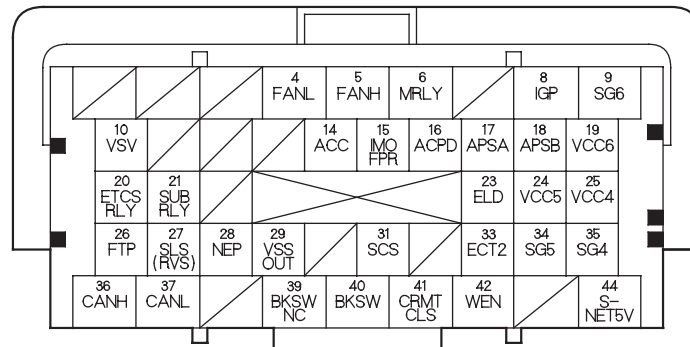 4 5 6 8 9
FANL FANH MRLY IGP SG6
10 14 15 16 17 18 19
VSV ACC IMO FPR ACPD APSA APSB VCC6
20 21 23 24 25
ETCS RLY SUB RLY ELD VCC5 VCC4
26 27 28 29 31 33 34 35
FTP SLS (RVS) NEP VSS OUT SCS ECT2 SG5 SG4
36 37 39 40 41 42 44
CANH CANL BKSW NC BKSW CRMT CLS WEN S- NET5V